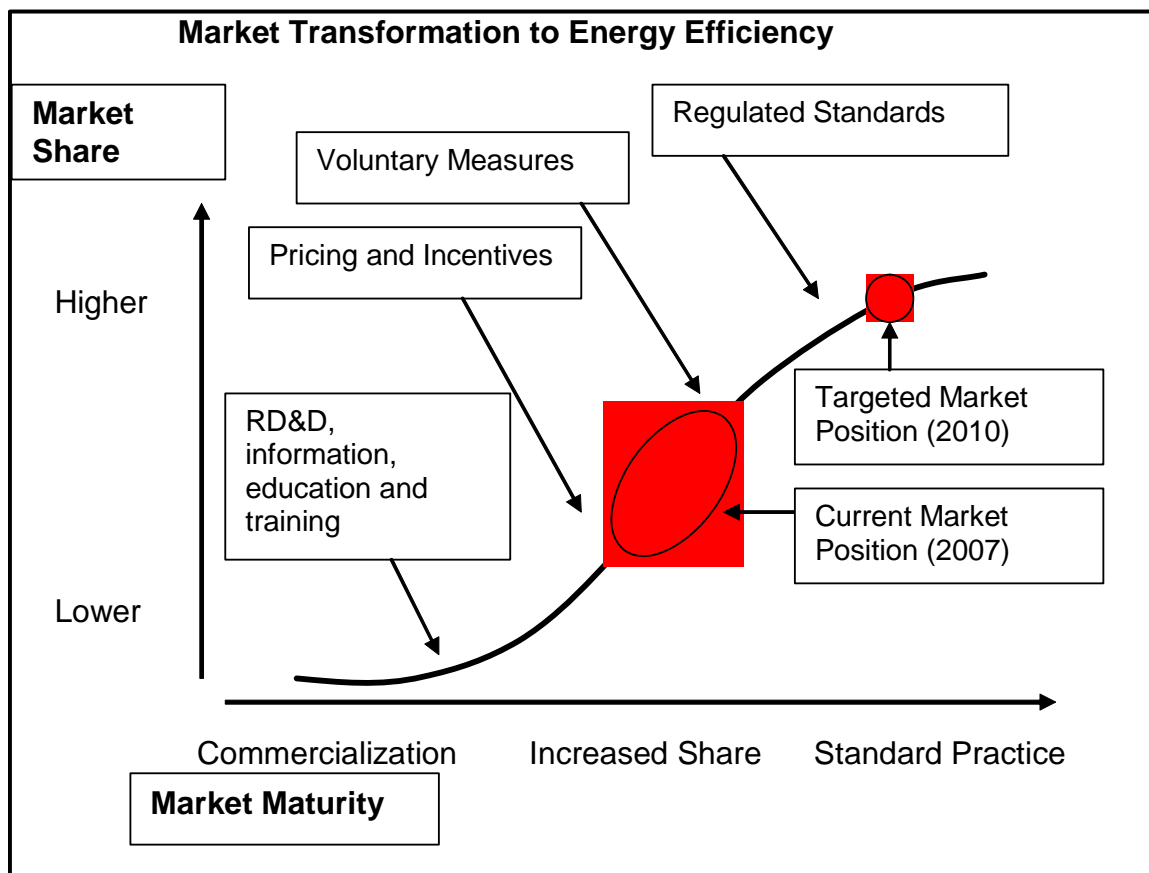 Market Transformation to Energy Efficiency
Market
Share
Regulated Standards
Voluntary Measures
Pricing and Incentives
Higher
Targeted Market
Position (2010)
RD&D,
information,
education and
training
Current Market
Position (2007)
Lower
Commercialization
Increased Share
Standard Practice
Market Maturity